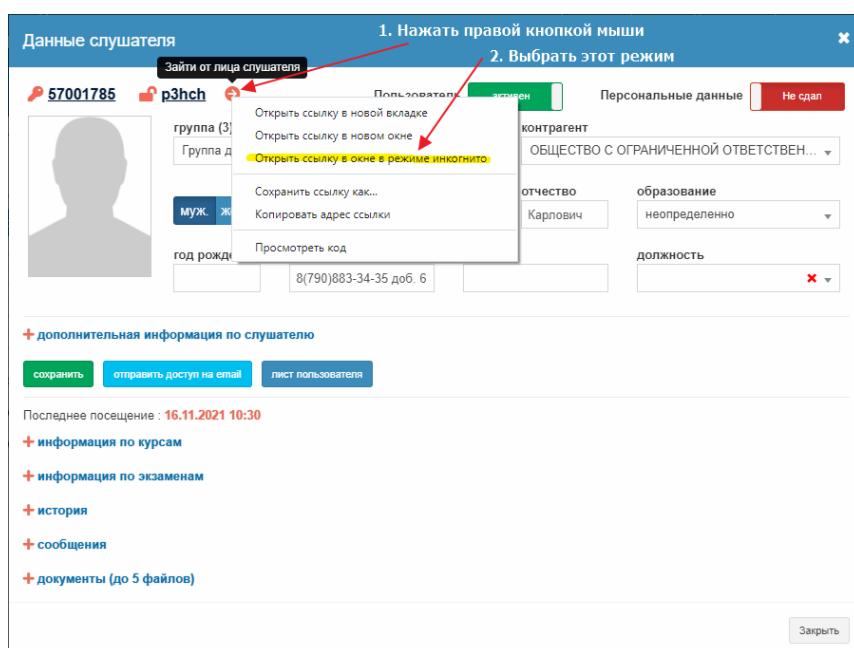 Данные слушателя
1. Нажать правой кнопкой мыши
2. Выбрать этот режим
Зайти от лица слушателя
57001785 p3hch Пользователь активен Персональные данные Не сдал
Открыть ссылку в новой вкладке
Открыть ссылку в новом окне
Открыть ссылку в окне в режиме инкогнито
Сохранить ссылку как...
Копировать адрес ссылки
Просмотреть код
группа (3) контрагент
Группа д ОБЩЕСТВО С ОГРАНИЧЕННОЙ ОТВЕТСТВЕН...
отчество образование
муж. ж Карлович неопределенно
год рожде должность
8(790)883-34-35 доб. 6
дополнительная информация по слушателю
сохранить отправить доступ на email лист пользователя
Последнее посещение : 16.11.2021 10:30
информация по курсам
информация по экзаменам
история
сообщения
документы (до 5 файлов)
Закрыть